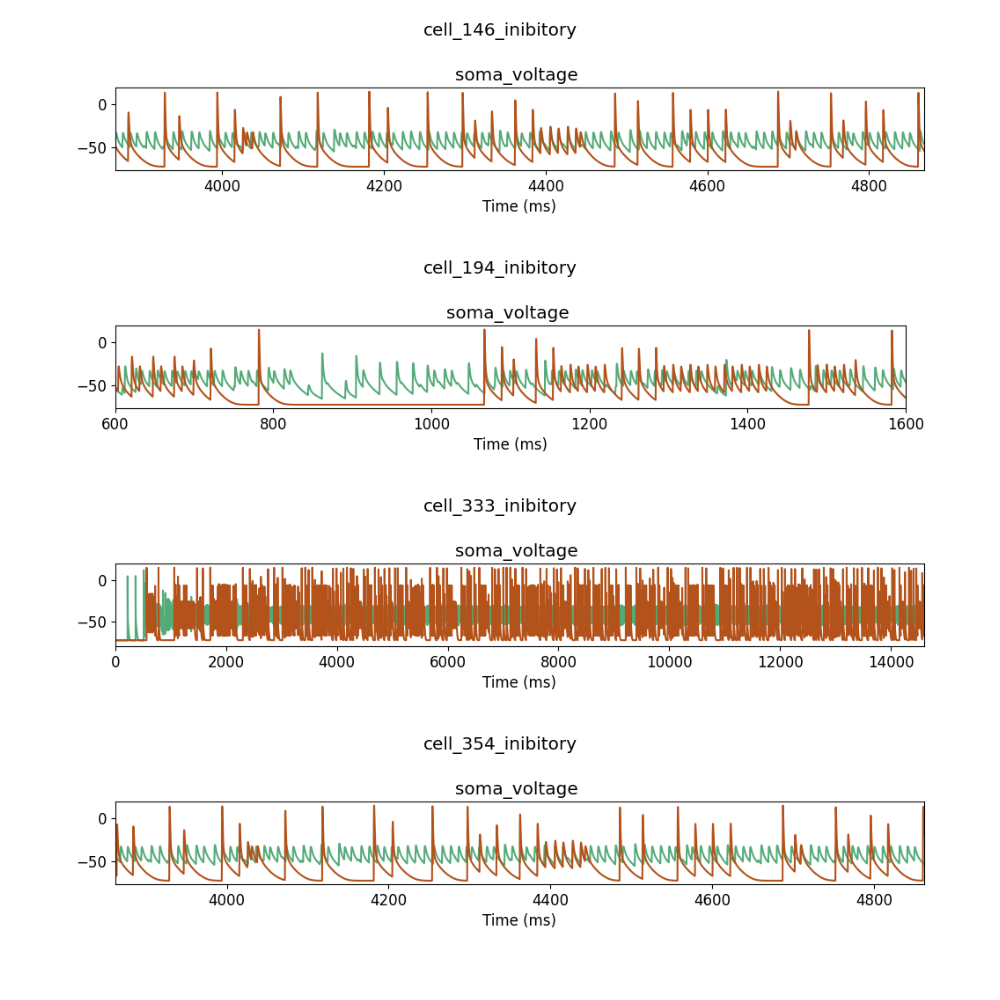 cell_146_inibitory
soma_voltage
0
−50
4000 4200 4400 4600 4800
Time (ms)
cell_194_inibitory
soma_voltage
0
−50
600 800 1000 1200 1400 1600
Time (ms)
cell_333_inibitory
soma_voltage
0
−50
0 2000 4000 6000 8000 10000 12000 14000
Time (ms)
cell_354_inibitory
soma_voltage
0
−50
4000 4200 4400 4600 4800
Time (ms)